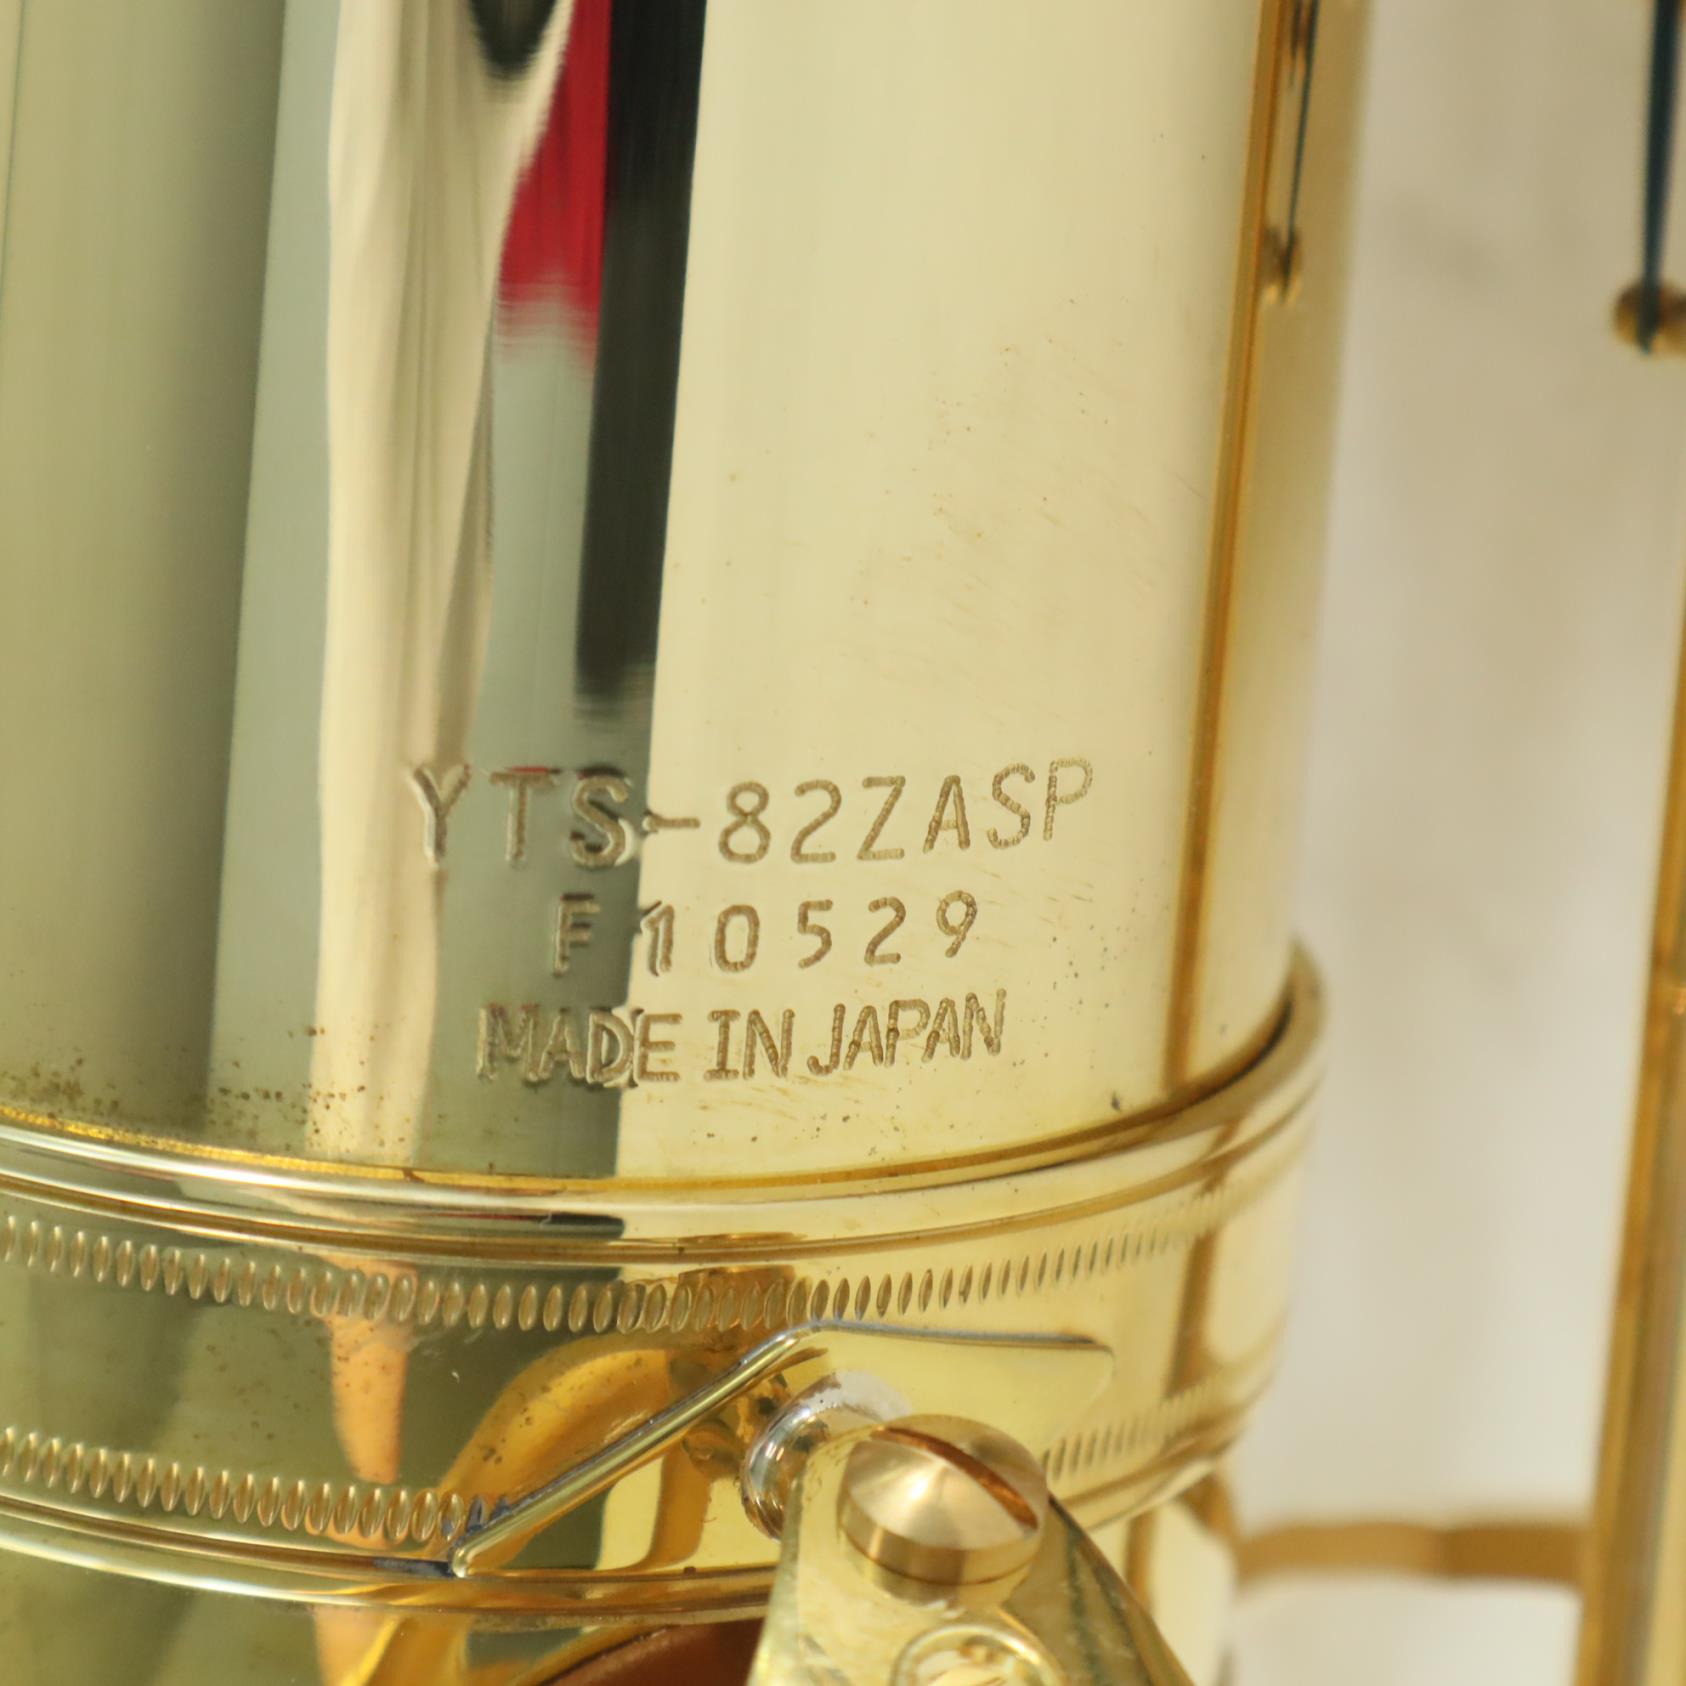 YTS-82ZASP
F10529
MADE IN JAPAN